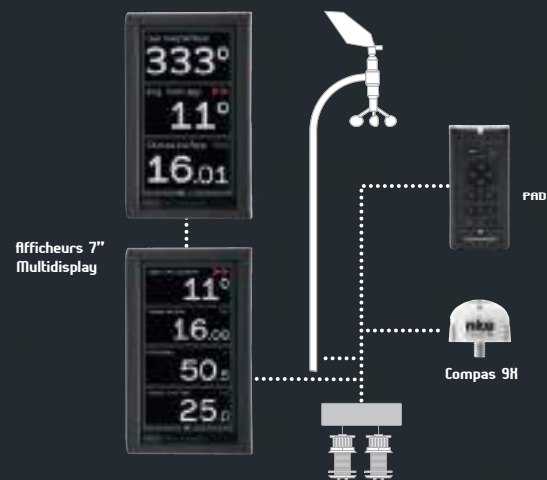 333°
11°
16.01
Afficheurs 7"
Multidisplay
11°
16.00
50.5
25.0
PAD
nke
Compas 9X